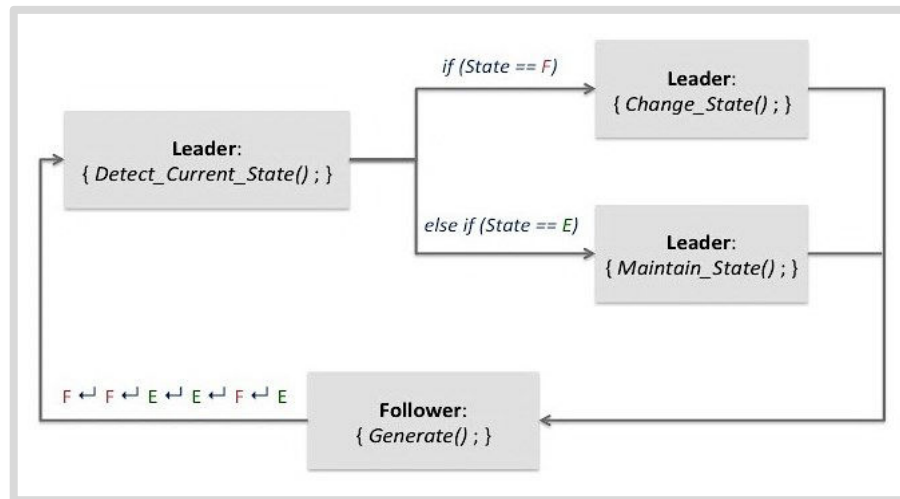 if (State == F)
Leader:
{ Change_State() ; }
Leader:
{ Detect_Current_State() ; }
else if (State == E)
Leader:
{ Maintain_State() ; }
F ↵ F ↵ E ↵ E ↵ F ↵ E
Follower:
{ Generate() ; }